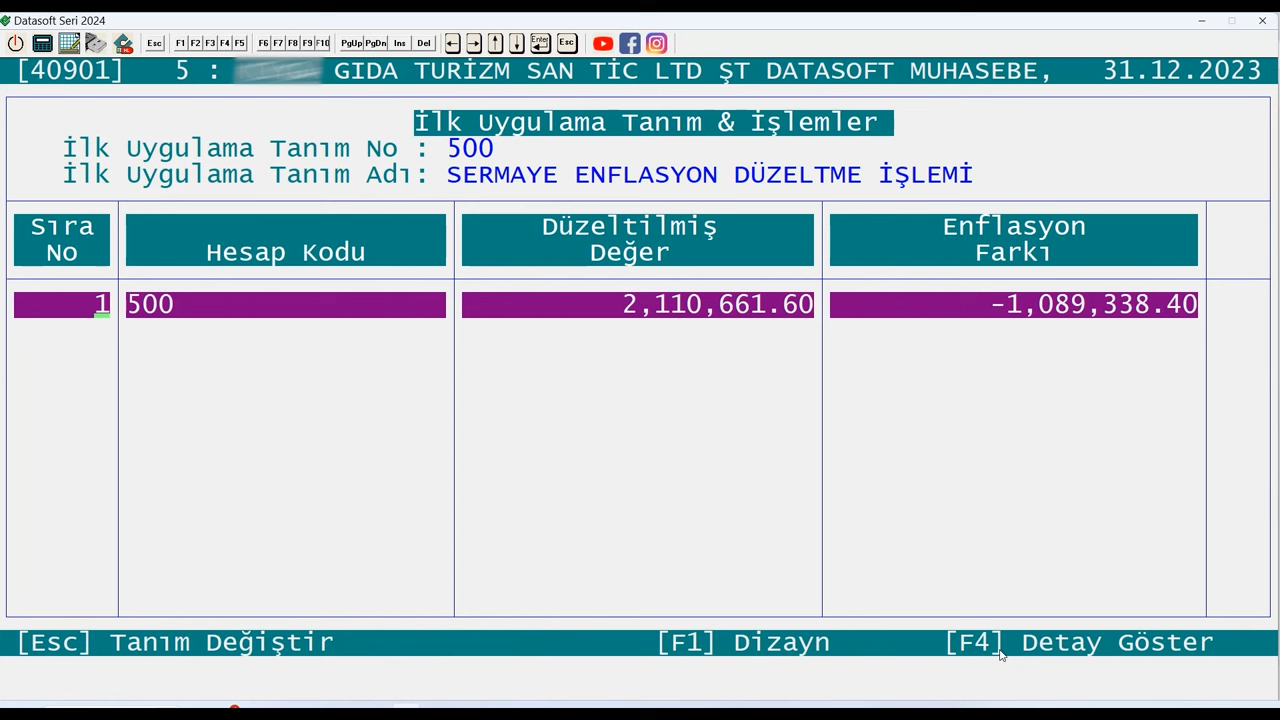 Datasoft Seri 2024
Esc F1 F2 F3 F4 F5 F6 F7 F8 F9 F10 PgUp PgDn Ins Del Enter Esc
[40901] 5 : GIDA TURİZM SAN TİC LTD ŞT DATASOFT MUHASEBE, 31.12.2023
İlk Uygulama Tanım & İşlemler
İlk Uygulama Tanım No : 500
İlk Uygulama Tanım Adı: SERMAYE ENFLASYON DÜZELTME İŞLEMİ
Sıra No Hesap Kodu Düzeltilmiş Değer Enflasyon Farkı
1 500 2,110,661.60 -1,089,338.40
[Esc] Tanım Değiştir [F1] Dizayn [F4] Detay Göster